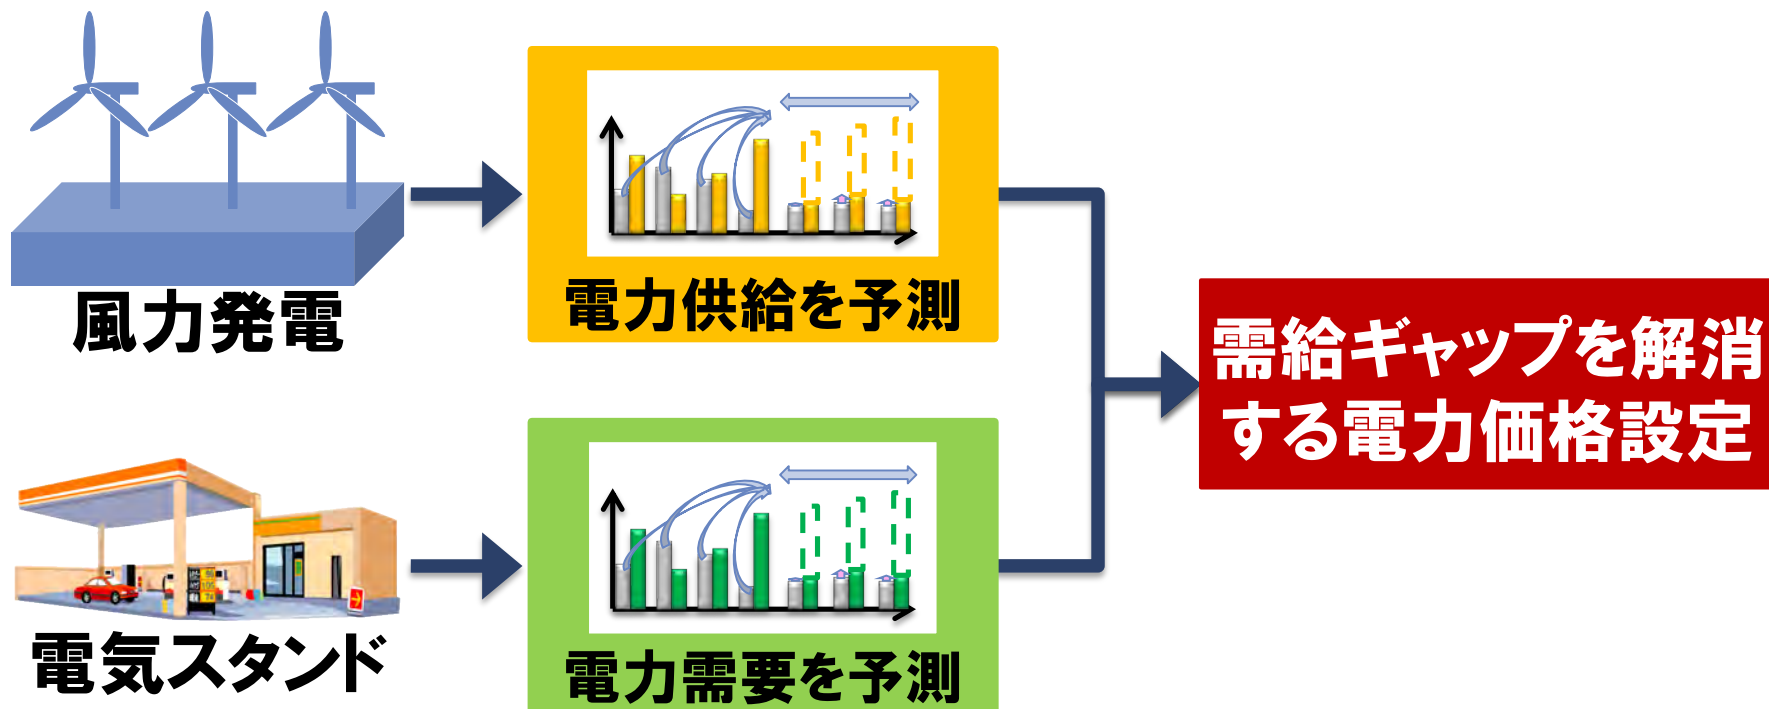 風力発電
電力供給を予測
需給ギャップを解消
する電力価格設定
電気スタンド
電力需要を予測